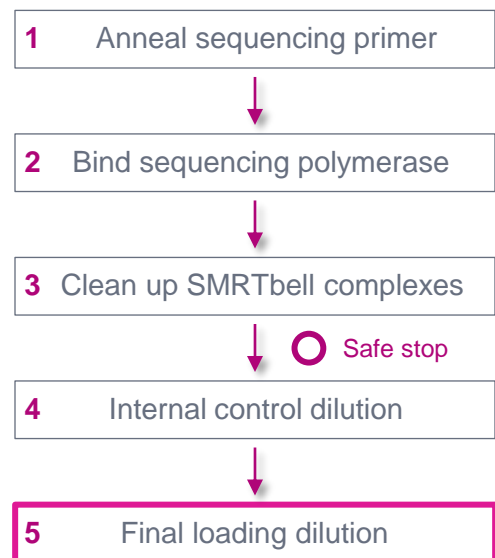 1 Anneal sequencing primer
2 Bind sequencing polymerase
3 Clean up SMRTbell complexes
Safe stop
4 Internal control dilution
5 Final loading dilution